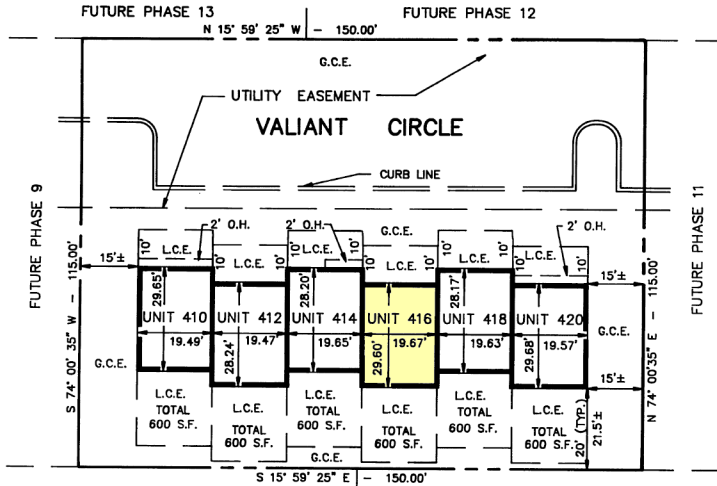 FUTURE PHASE 13
FUTURE PHASE 12
N 15° 59' 25" W - 150.00'
G.C.E.
UTILITY EASEMENT
VALIANT CIRCLE
CURB LINE
FUTURE PHASE 9
S 74° 00' 35" W - 115.00'
FUTURE PHASE 11
N 74° 00' 35" E - 115.00'
2' O.H.
2' O.H.
G.C.E.
2' O.H.
10'
L.C.E.
10'
10'
L.C.E.
10'
10'
L.C.E.
10'
10'
L.C.E.
10'
10'
L.C.E.
10'
10'
L.C.E.
10'
15'±
15'±
29.65'
UNIT 410
19.49'
28.24'
UNIT 412
19.47'
28.20'
UNIT 414
19.65'
29.60'
UNIT 416
19.67'
28.17'
UNIT 418
19.63'
29.68'
UNIT 420
19.57'
G.C.E.
G.C.E.
15'±
L.C.E.
TOTAL
600 S.F.
L.C.E.
TOTAL
600 S.F.
L.C.E.
TOTAL
600 S.F.
L.C.E.
TOTAL
600 S.F.
L.C.E.
TOTAL
600 S.F.
L.C.E.
TOTAL
600 S.F.
20' (TYP.)
21.5'±
G.C.E.
S 15° 59' 25" E - 150.00'